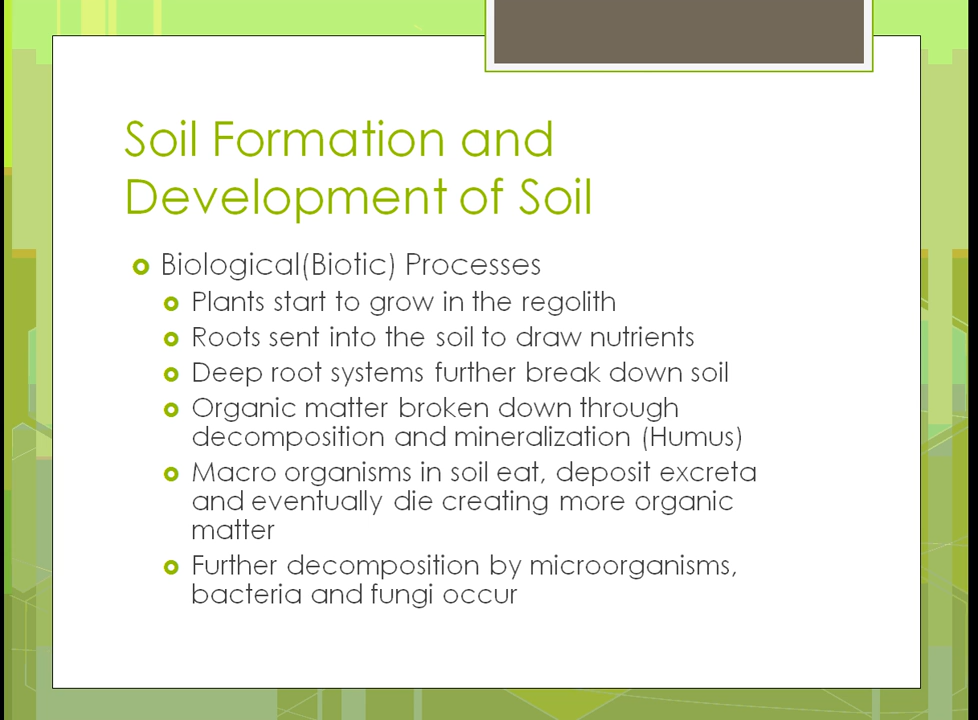 Soil Formation and
Development of Soil
Biological(Biotic) Processes
Plants start to grow in the regolith
Roots sent into the soil to draw nutrients
Deep root systems further break down soil
Organic matter broken down through
decomposition and mineralization (Humus)
Macro organisms in soil eat, deposit excreta
and eventually die creating more organic
matter
Further decomposition by microorganisms,
bacteria and fungi occur